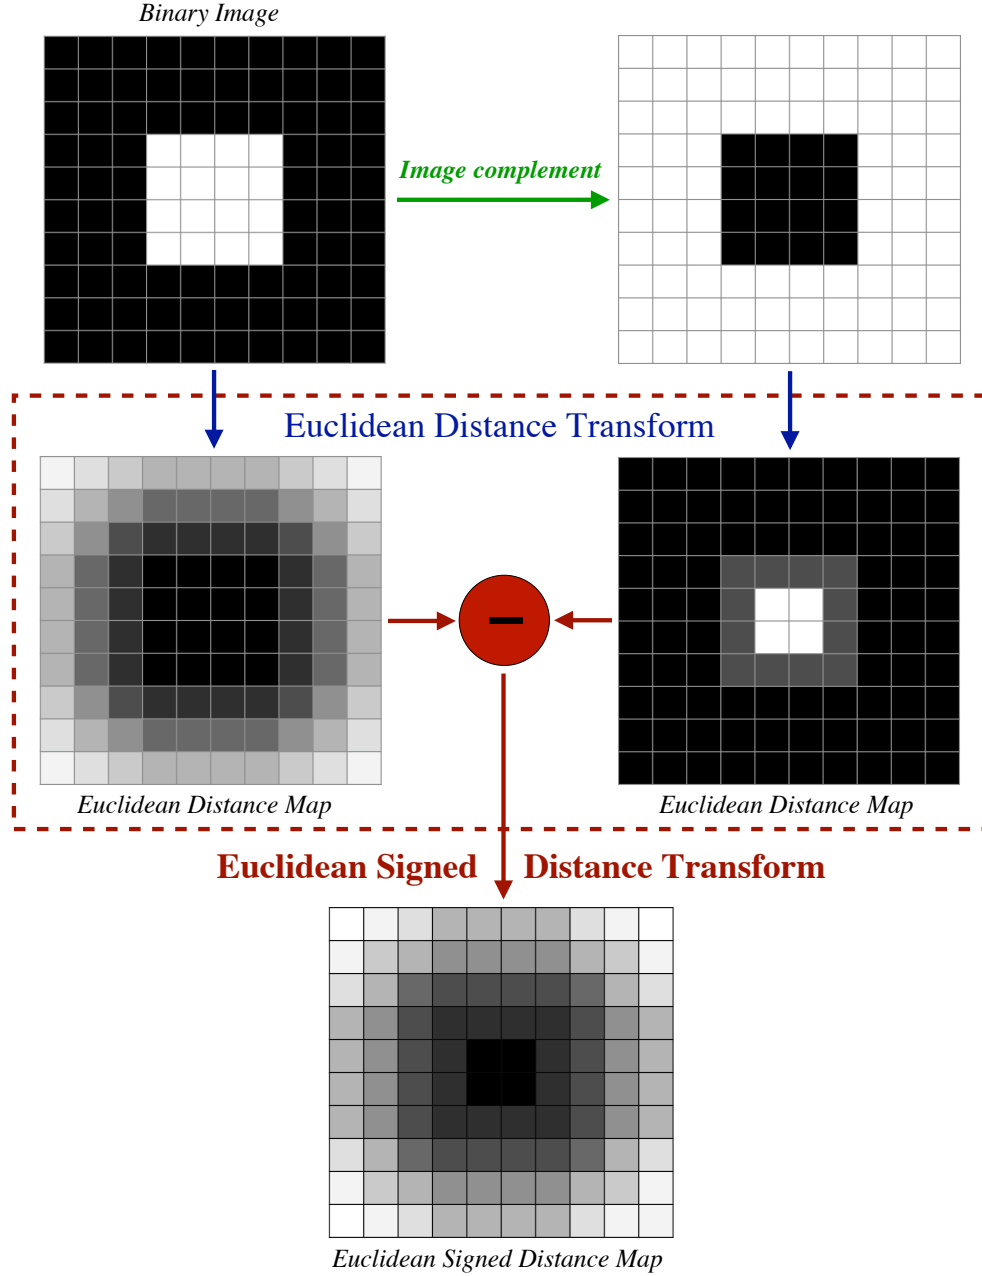 Binary Image
Image complement
Euclidean Distance Transform
Euclidean Distance Map
Euclidean Distance Map
Euclidean Signed Distance Transform
Euclidean Signed Distance Map